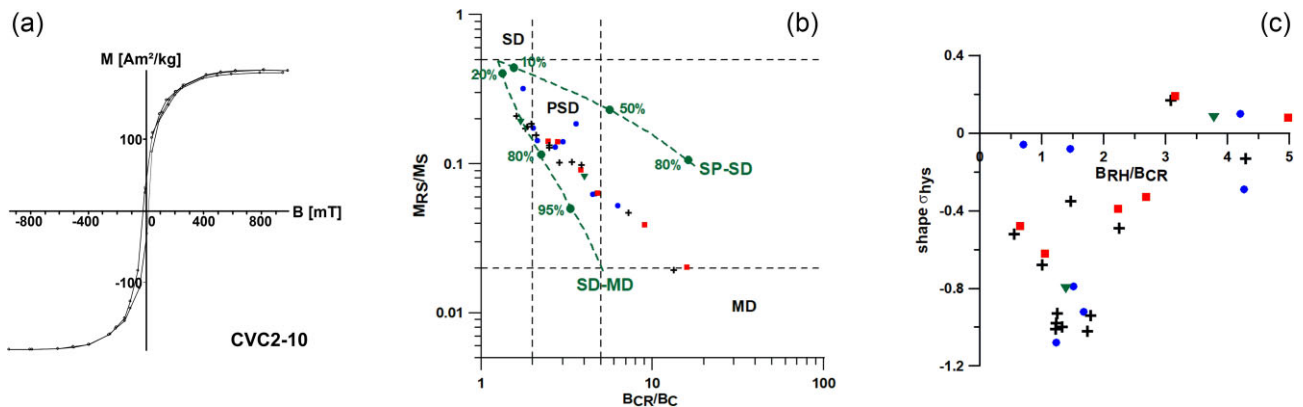 (a)
M [Am²/kg]
100
-800
-400
0
400
800
B [mT]
-100
CVC2-10
(b)
1
0.1
0.01
MRS/MS
SD
10%
20%
PSD
50%
80%
80%
SP-SD
95%
SD-MD
MD
1
10
100
BCR/BC
(c)
0.4
0
-0.4
-0.8
-1.2
shape σhys
0 1 2 3 4 5
BRH/BCR